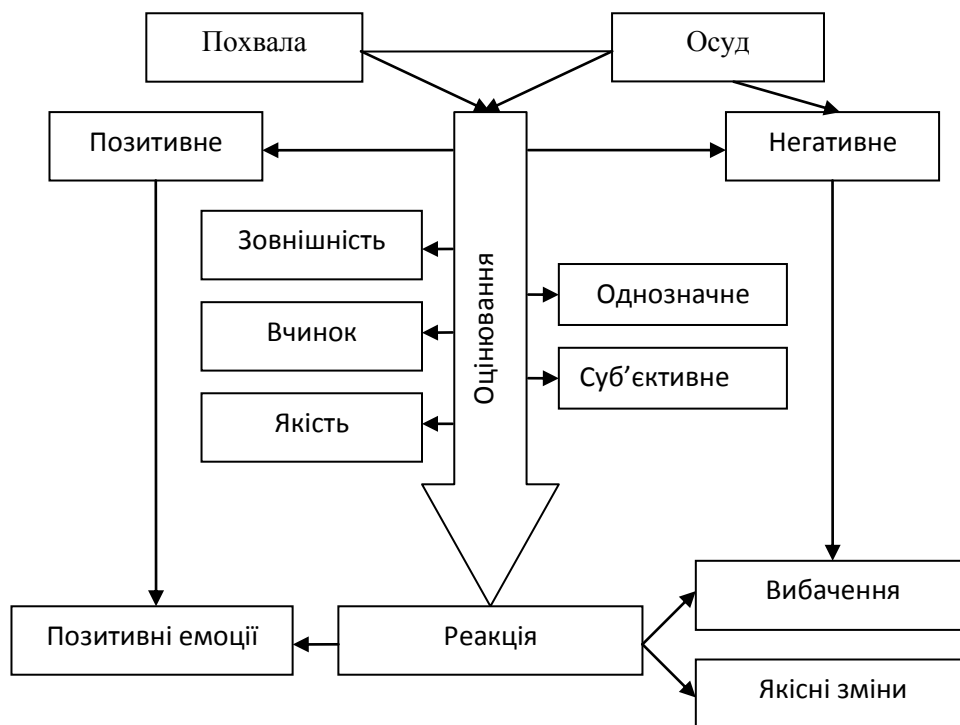 Похвала
Осуд
Позитивне
Негативне
Зовнішність
Оцінювання
Однозначне
Вчинок
Суб’єктивне
Якість
Вибачення
Позитивні емоції
Реакція
Якісні зміни